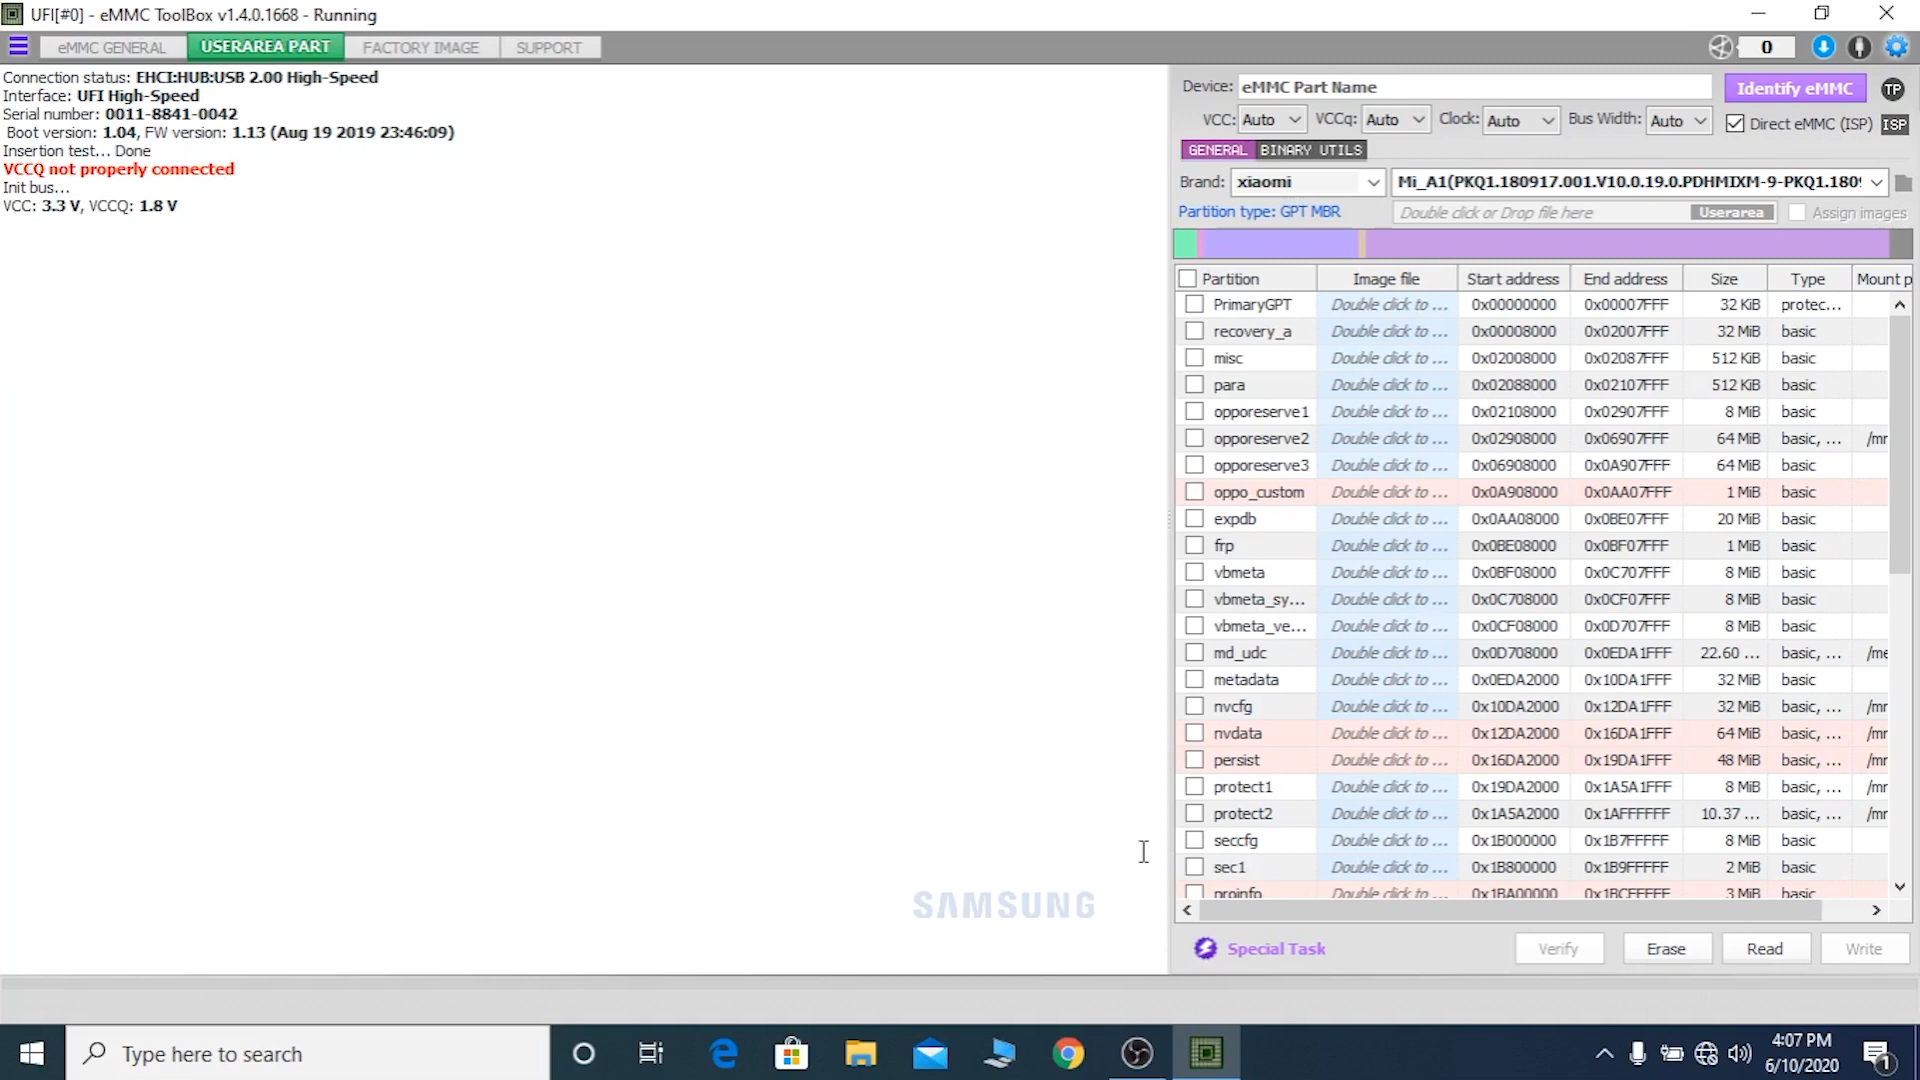 UFI[#0] - eMMC ToolBox v1.4.0.1668 - Running
eMMC GENERAL USERAREA PART FACTORY IMAGE SUPPORT 0
Connection status: EHCI:HUB:USB 2.00 High-Speed
Interface: UFI High-Speed
Serial number: 0011-8841-0042
Boot version: 1.04, FW version: 1.13 (Aug 19 2019 23:46:09)
Insertion test... Done
VCCQ not properly connected
Init bus...
VCC: 3.3 V, VCCQ: 1.8 V
SAMSUNG
Device: eMMC Part Name Identify eMMC TP
VCC: Auto VCCq: Auto Clock: Auto Bus Width: Auto Direct eMMC (ISP) ISP
GENERAL BINARY UTILS
Brand: xiaomi Mi_A1(PKQ1.180917.001.V10.0.19.0.PDHMIXM-9-PKQ1.180
Partition type: GPT MBR Double click or Drop file here Userarea Assign images
Partition Image file Start address End address Size Type Mount p
PrimaryGPT Double click to ... 0x00000000 0x00007FFF 32 KiB protec...
recovery_a Double click to ... 0x00008000 0x02007FFF 32 MiB basic
misc Double click to ... 0x02008000 0x02087FFF 512 KiB basic
para Double click to ... 0x02088000 0x02107FFF 512 KiB basic
opporeserve1 Double click to ... 0x02108000 0x02907FFF 8 MiB basic
opporeserve2 Double click to ... 0x02908000 0x06907FFF 64 MiB basic, ... /mr
opporeserve3 Double click to ... 0x06908000 0x0A907FFF 64 MiB basic
oppo_custom Double click to ... 0x0A908000 0x0AA07FFF 1 MiB basic
expdb Double click to ... 0x0AA08000 0x0BE07FFF 20 MiB basic
frp Double click to ... 0x0BE08000 0x0BF07FFF 1 MiB basic
vbmeta Double click to ... 0x0BF08000 0x0C707FFF 8 MiB basic
vbmeta_sy... Double click to ... 0x0C708000 0x0CF07FFF 8 MiB basic
vbmeta_ve... Double click to ... 0x0CF08000 0x0D707FFF 8 MiB basic
md_udc Double click to ... 0x0D708000 0x0EDA1FFF 22.60 ... basic, ... /me
metadata Double click to ... 0x0EDA2000 0x10DA1FFF 32 MiB basic
nvcfg Double click to ... 0x10DA2000 0x12DA1FFF 32 MiB basic, ... /mr
nvdata Double click to ... 0x12DA2000 0x16DA1FFF 64 MiB basic, ... /mr
persist Double click to ... 0x16DA2000 0x19DA1FFF 48 MiB basic, ... /mr
protect1 Double click to ... 0x19DA2000 0x1A5A1FFF 8 MiB basic, ... /mr
protect2 Double click to ... 0x1A5A2000 0x1AFFFFFF 10.37 ... basic, ... /mr
seccfg Double click to ... 0x1B000000 0x1B7FFFFF 8 MiB basic
sec1 Double click to ... 0x1B800000 0x1B9FFFFF 2 MiB basic
proinfo Double click to ... 0x1BA00000 0x1BCFFFFF 3 MiB basic
Special Task Verify Erase Read Write
Type here to search
4:07 PM
6/10/2020
1